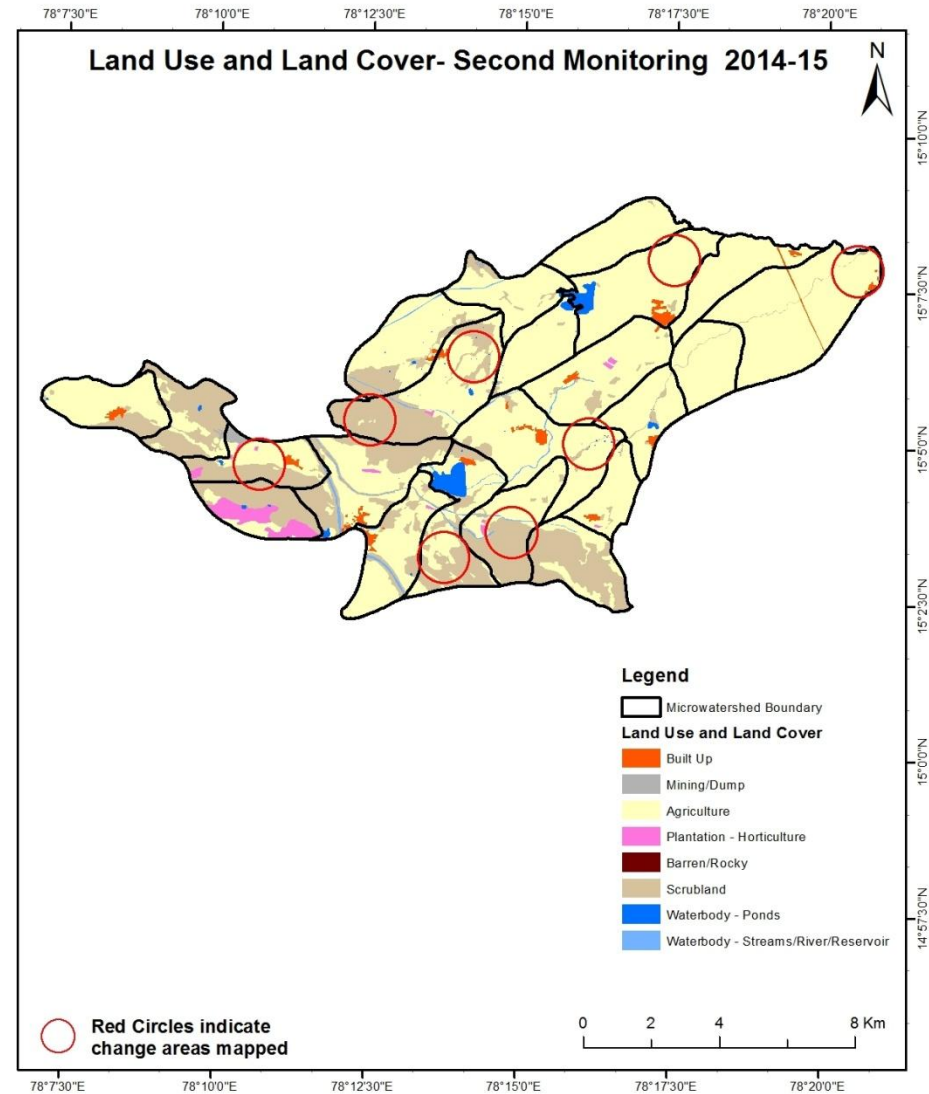 78°7'30"E 78°10'0"E 78°12'30"E 78°15'0"E 78°17'30"E 78°20'0"E
Land Use and Land Cover- Second Monitoring 2014-15
N
15°10'0"N
15°7'30"N
15°5'0"N
15°2'30"N
15°0'0"N
14°57'30"N
Legend
Microwatershed Boundary
Land Use and Land Cover
Built Up
Mining/Dump
Agriculture
Plantation - Horticulture
Barren/Rocky
Scrubland
Waterbody - Ponds
Waterbody - Streams/River/Reservoir
Red Circles indicate
change areas mapped
0 2 4 8 Km
78°7'30"E 78°10'0"E 78°12'30"E 78°15'0"E 78°17'30"E 78°20'0"E